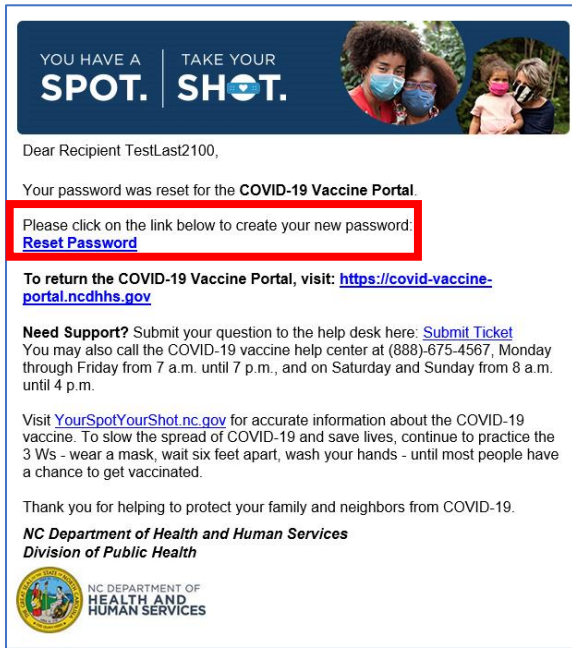 YOU HAVE A
SPOT.
TAKE YOUR
SHOT.
Dear Recipient TestLast2100,
Your password was reset for the COVID-19 Vaccine Portal.
Please click on the link below to create your new password:
Reset Password
To return the COVID-19 Vaccine Portal, visit: https://covid-vaccine-
portal.ncdhhs.gov
Need Support? Submit your question to the help desk here: Submit Ticket
You may also call the COVID-19 vaccine help center at (888)-675-4567, Monday
through Friday from 7 a.m. until 7 p.m., and on Saturday and Sunday from 8 a.m.
until 4 p.m.
Visit YourSpotYourShot.nc.gov for accurate information about the COVID-19
vaccine. To slow the spread of COVID-19 and save lives, continue to practice the
3 Ws - wear a mask, wait six feet apart, wash your hands - until most people have
a chance to get vaccinated.
Thank you for helping to protect your family and neighbors from COVID-19.
NC Department of Health and Human Services
Division of Public Health
NC DEPARTMENT OF
HEALTH AND
HUMAN SERVICES